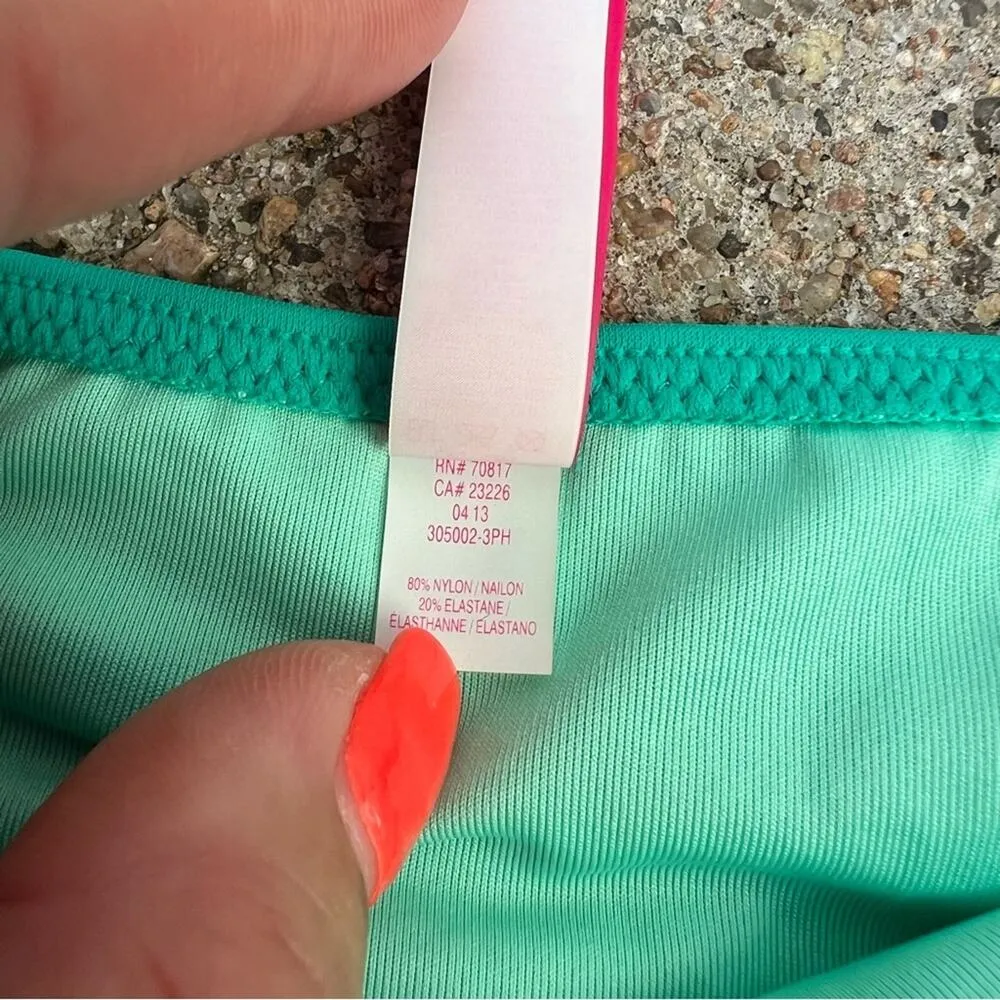 RN# 70817
CA# 23226
04 13
305002-3PH
80% NYLON / NAILON
20% ELASTANE /
ÉLASTHANNE / ELASTANO